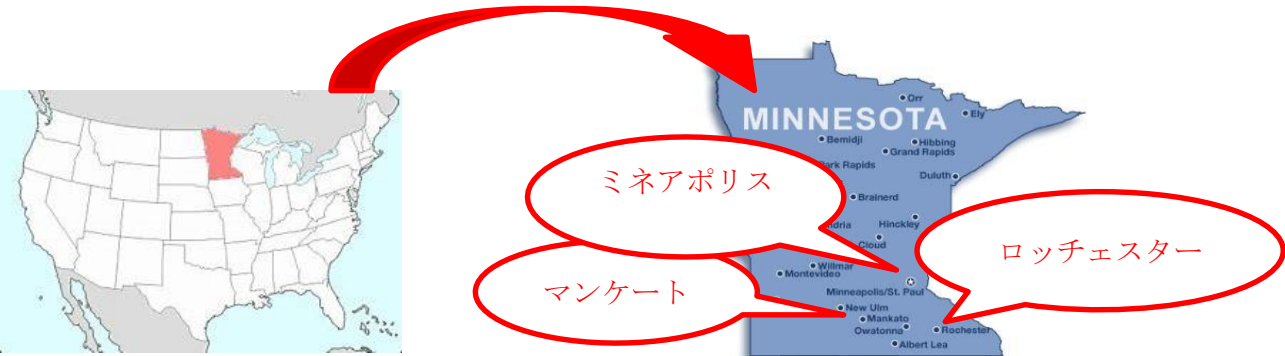 Orr
MINNESOTA
Ely
Bemidji
Hibbing
Grand Rapids
Park Rapids
ミネアポリス
Duluth
Brainerd
Hinckley
Cloud
ロッチェスター
Willmar
Montevideo
マンケート
Minneapolis/St. Paul
New Ulm
Mankato
Owatonna
Rochester
Albert Lea